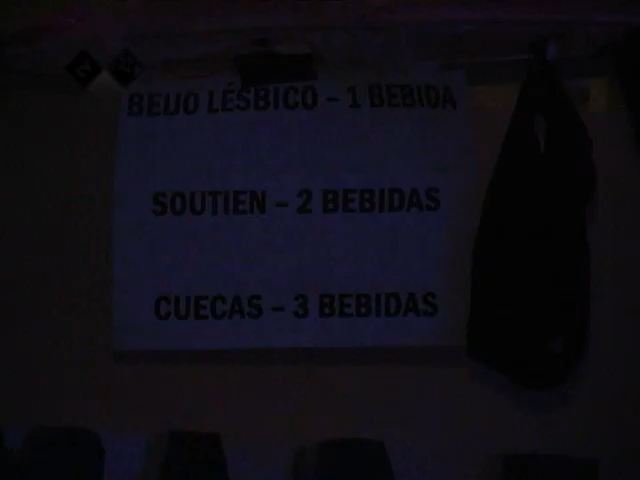 BEIJO LÉSBICO – 1 BEBIDA
SOUTIEN – 2 BEBIDAS
CUECAS – 3 BEBIDAS